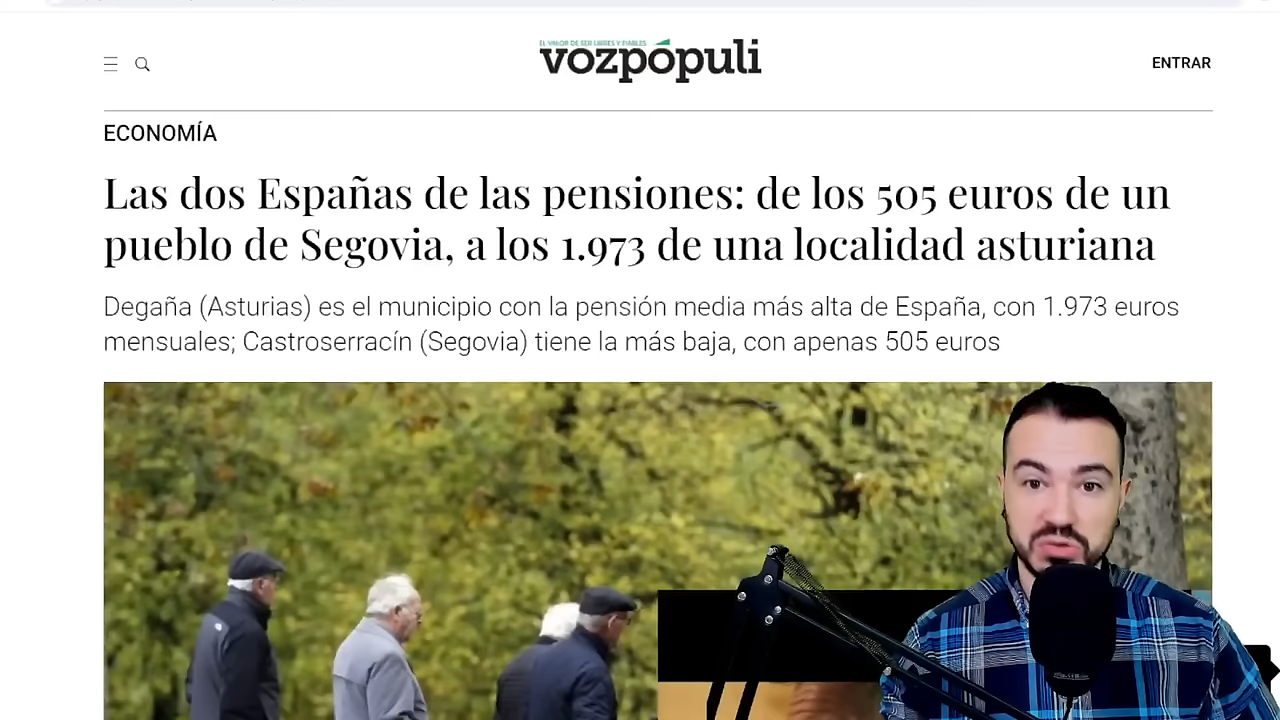 EL VALOR DE SER LIBRES Y FIABLES
vozpópuli
ENTRAR
ECONOMÍA
Las dos Españas de las pensiones: de los 505 euros de un
pueblo de Segovia, a los 1.973 de una localidad asturiana
Degaña (Asturias) es el municipio con la pensión media más alta de España, con 1.973 euros
mensuales; Castroserracín (Segovia) tiene la más baja, con apenas 505 euros